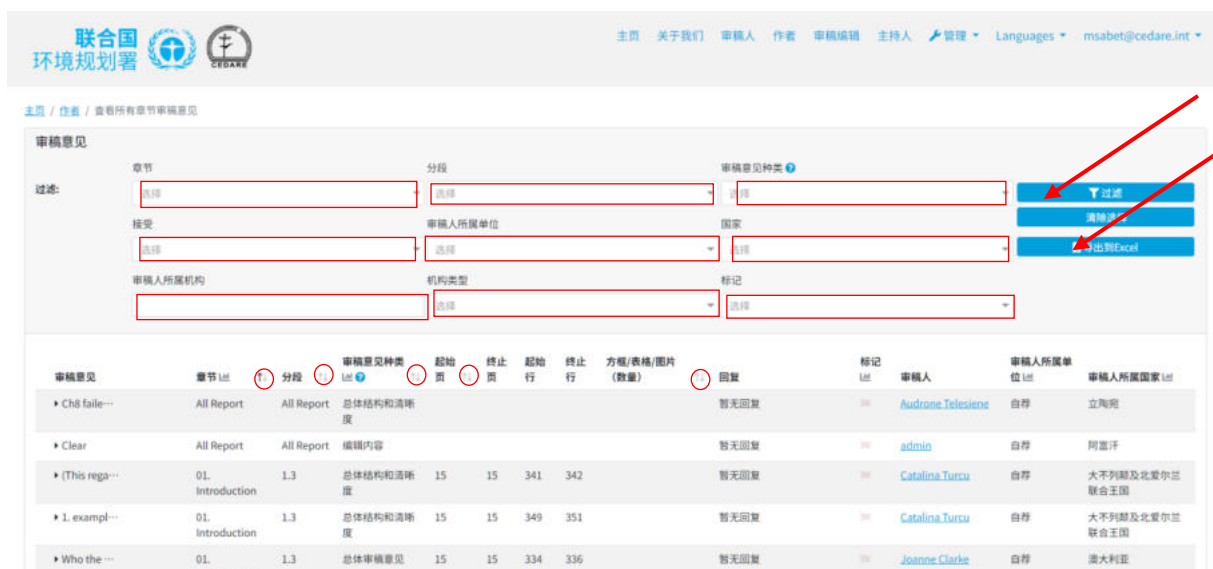 联合国
环境规划署
CEDARE
主页 关于我们 审稿人 作者 审稿编辑 主持人 管理 Languages msabet@cedare.int
主页 / 作者 / 查看所有章节审稿意见
审稿意见
章节 分段 审稿意见种类
过滤: 选择 选择 选择 过滤
清除选择
接受 审稿人所属单位 国家
选择 选择 选择 导出到Excel
审稿人所属机构 机构类型 标记
选择 选择
审稿意见 章节 分段 审稿意见种类 起始页 终止页 起始行 终止行 方框/表格/图片(数量) 回复 标记 审稿人 审稿人所属单位 审稿人所属国家
Ch8 faile… All Report All Report 总体结构和清晰度 暂无回复 Audrone Telesiene 自荐 立陶宛
Clear All Report All Report 编辑内容 暂无回复 admin 自荐 阿富汗
(This rega… 01. Introduction 1.3 总体结构和清晰度 15 15 341 342 暂无回复 Catalina Turcu 自荐 大不列颠及北爱尔兰联合王国
1. exampl… 01. Introduction 1.3 总体结构和清晰度 15 15 349 351 暂无回复 Catalina Turcu 自荐 大不列颠及北爱尔兰联合王国
Who the … 01. 1.3 总体审稿意见 15 15 334 336 暂无回复 Joanne Clarke 自荐 澳大利亚